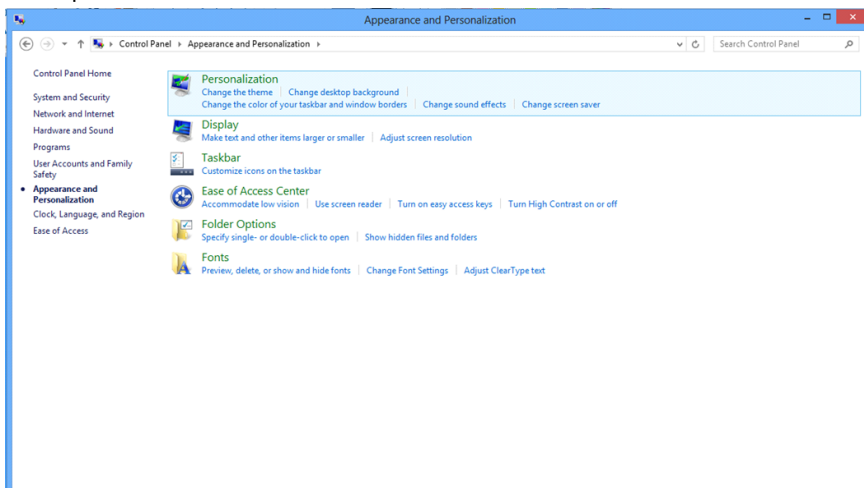 Appearance and Personalization
Control Panel Appearance and Personalization
Search Control Panel
Control Panel Home
System and Security
Network and Internet
Hardware and Sound
Programs
User Accounts and Family
Safety
Appearance and
Personalization
Clock, Language, and Region
Ease of Access
Personalization
Change the theme Change desktop background
Change the color of your taskbar and window borders Change sound effects Change screen saver
Display
Make text and other items larger or smaller Adjust screen resolution
Taskbar
Customize icons on the taskbar
Ease of Access Center
Accommodate low vision Use screen reader Turn on easy access keys Turn High Contrast on or off
Folder Options
Specify single- or double-click to open Show hidden files and folders
Fonts
Preview, delete, or show and hide fonts Change Font Settings Adjust ClearType text